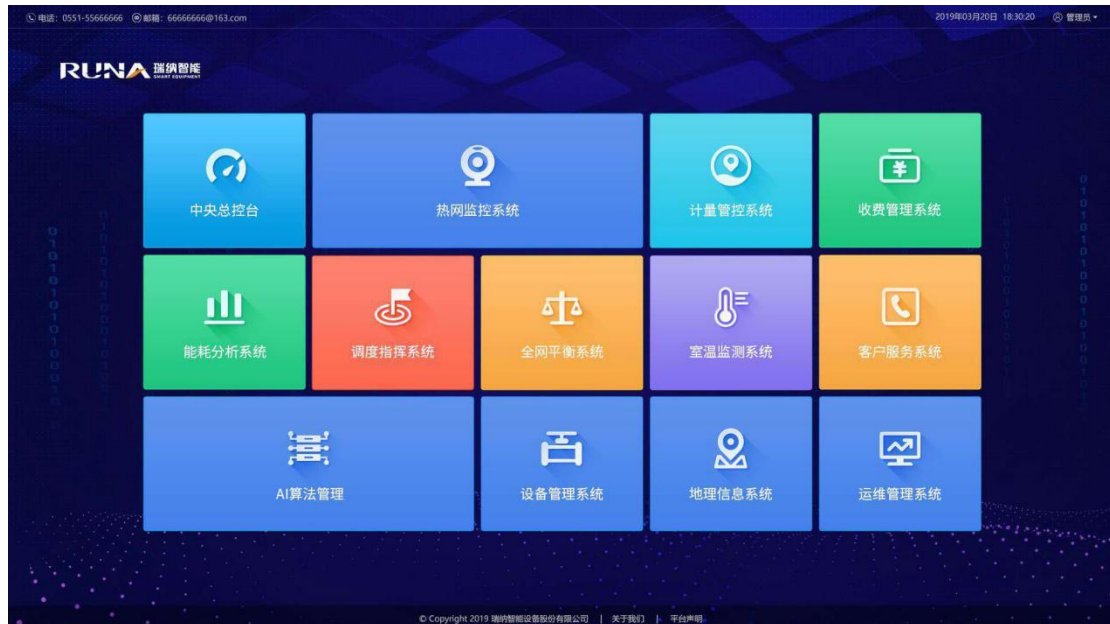 电话：0551-55666666 邮箱：66666666@163.com 2019年03月20日 18:30:20 管理员
RUNA 瑞纳智能
SMART EQUIPMENT
中央总控台 热网监控系统 计量管控系统 收费管理系统
能耗分析系统 调度指挥系统 全网平衡系统 室温监测系统 客户服务系统
AI算法管理 设备管理系统 地理信息系统 运维管理系统
© Copyright 2019 瑞纳智能设备股份有限公司 | 关于我们 | 平台声明